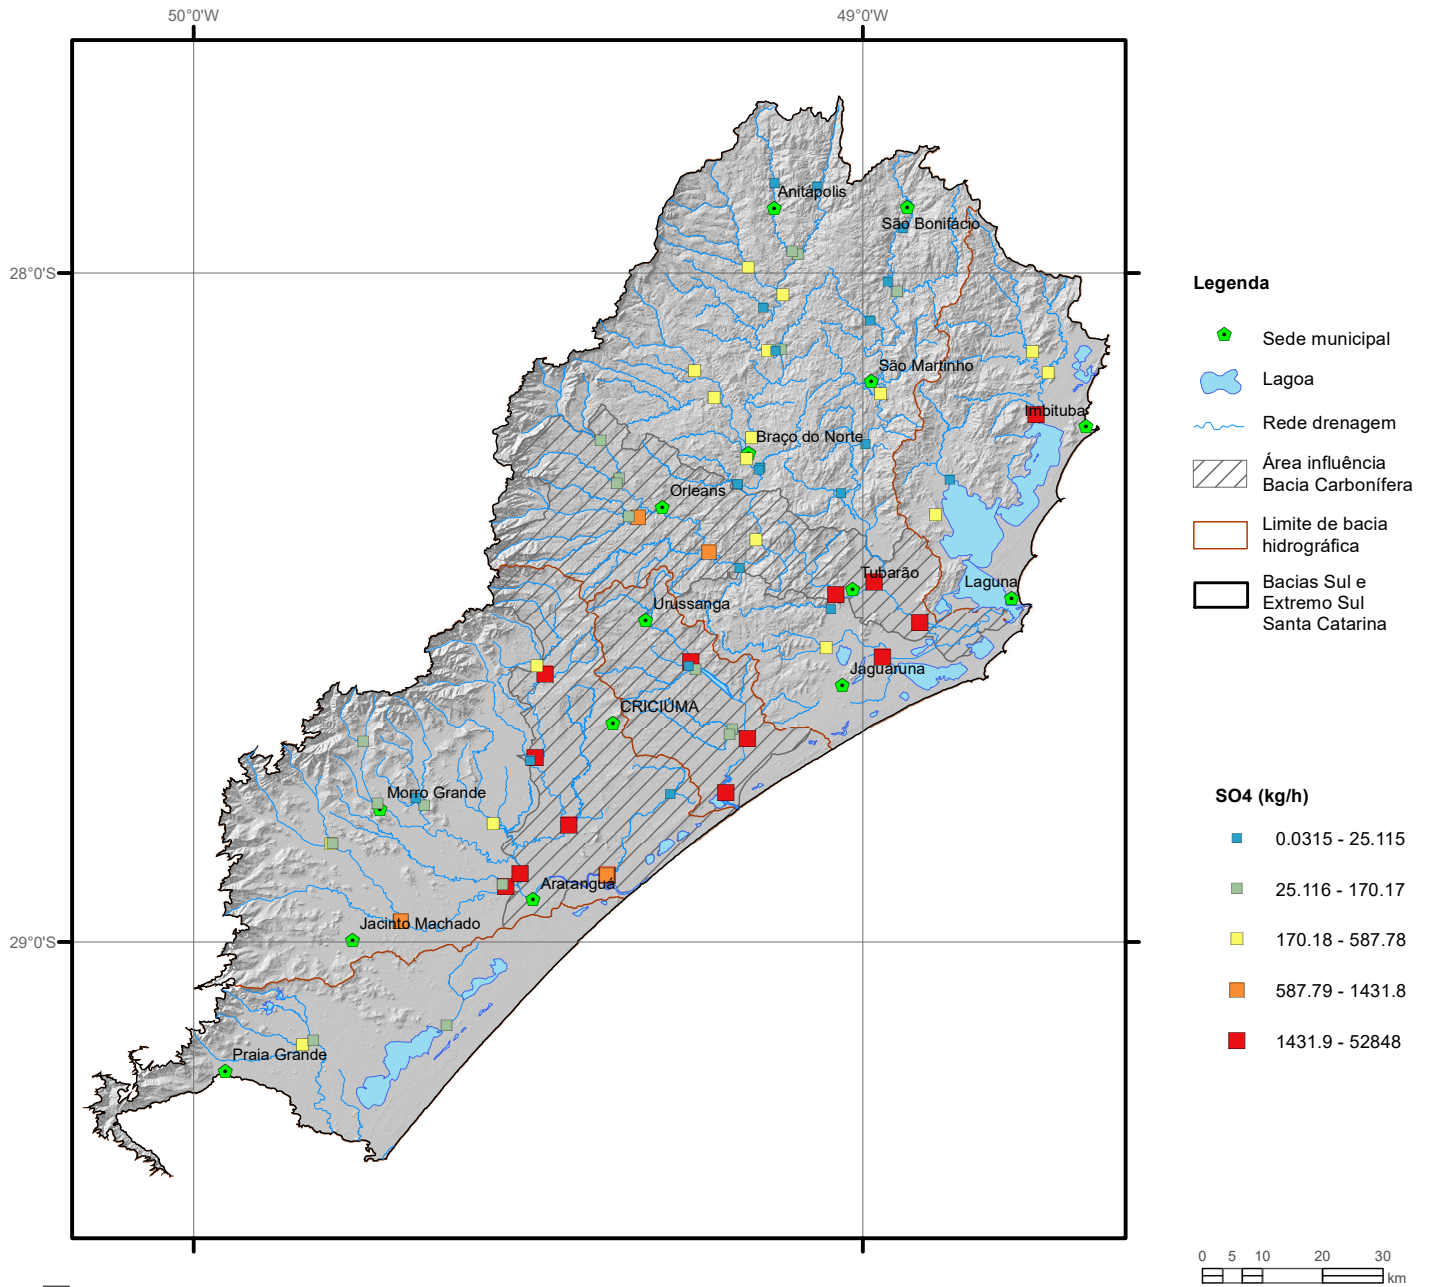 50°0'W
49°0'W
28°0'S
29°0'S
Anitápolis
São Bonifácio
São Martinho
Imbituba
Braço do Norte
Orleans
Tubarão
Laguna
Urussanga
Jaguaruna
CRICIÚMA
Morro Grande
Araranguá
Jacinto Machado
Praia Grande
Legenda
Sede municipal
Lagoa
Rede drenagem
Área influência
Bacia Carbonífera
Limite de bacia
hidrográfica
Bacias Sul e
Extremo Sul
Santa Catarina
SO4 (kg/h)
0.0315 - 25.115
25.116 - 170.17
170.18 - 587.78
587.79 - 1431.8
1431.9 - 52848
0 5 10 20 30
km